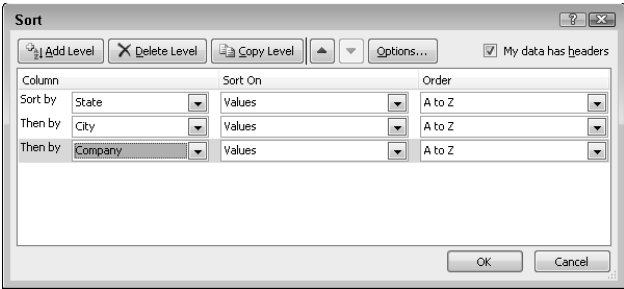 Sort
Add Level Delete Level Copy Level Options... My data has headers
Column Sort On Order
Sort by State Values A to Z
Then by City Values A to Z
Then by Company Values A to Z
OK Cancel